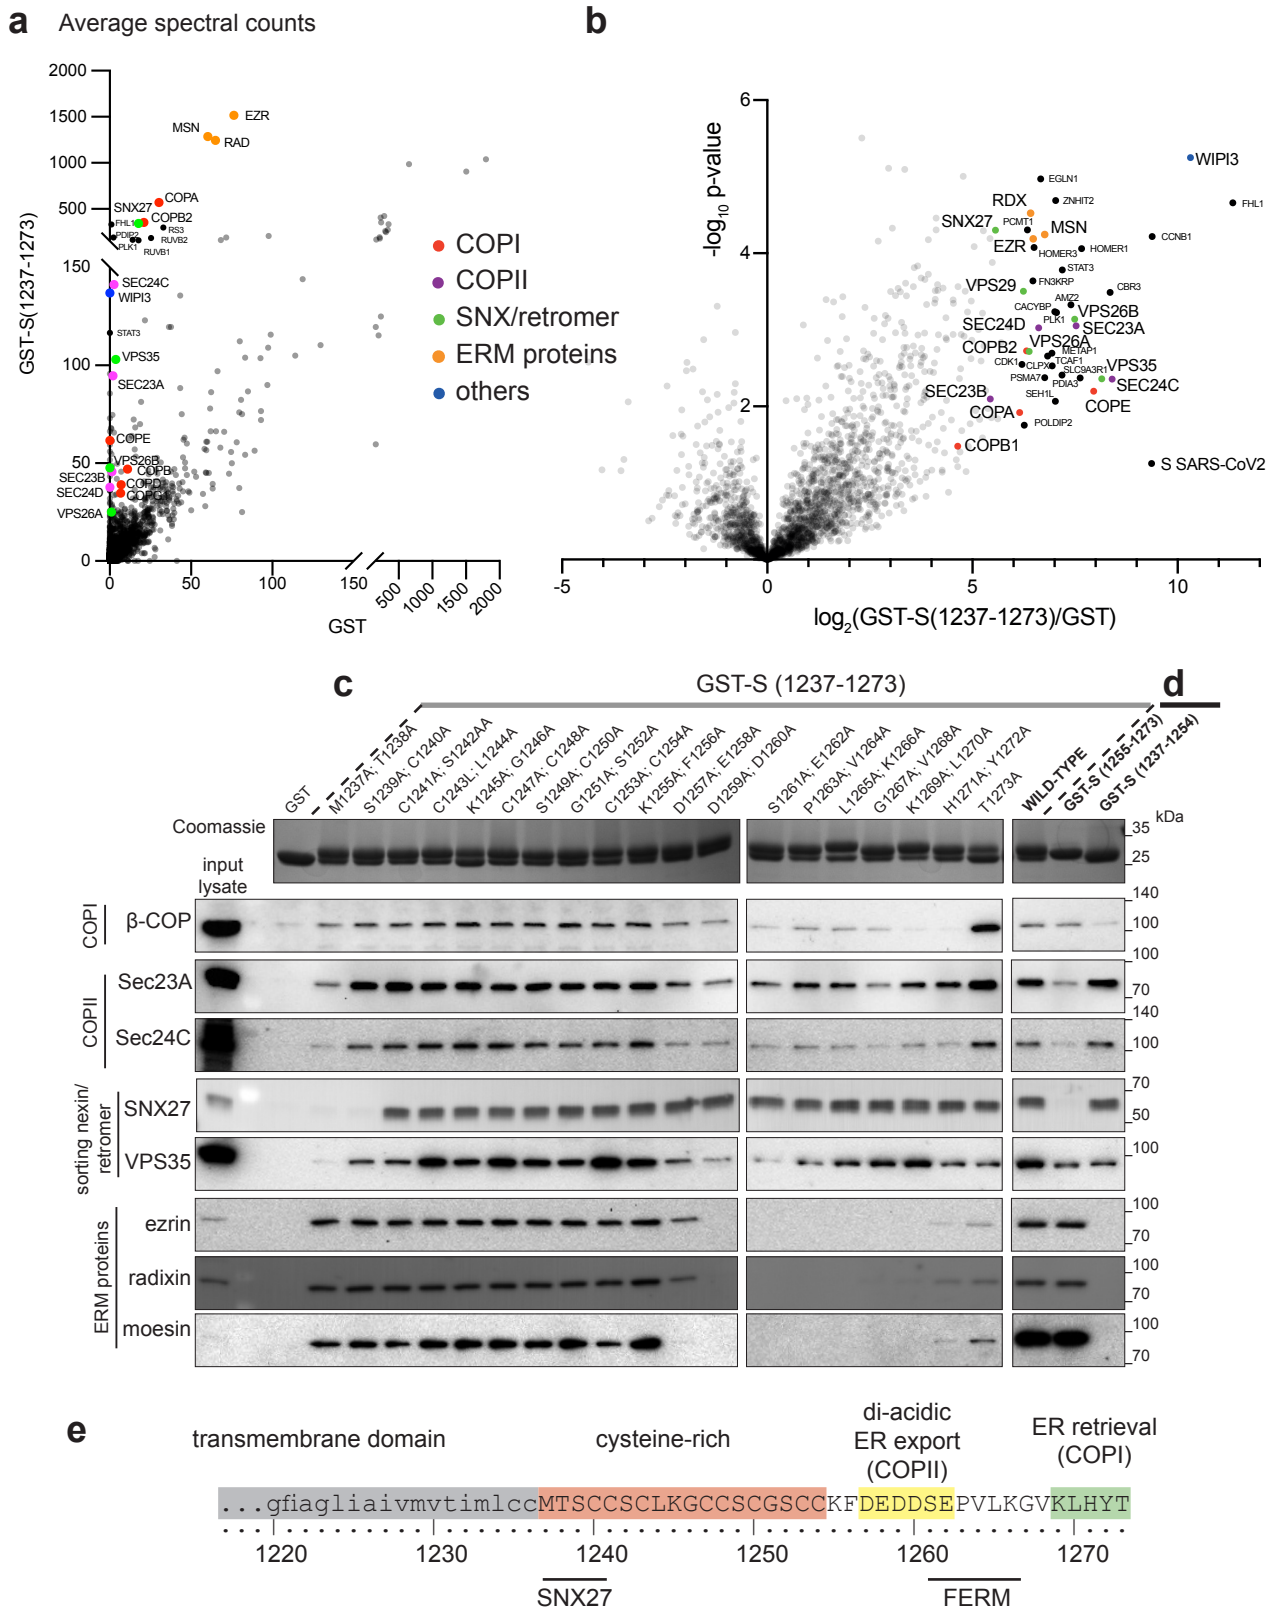 a Average spectral counts
2000
1500
1000
500
150
100
50
0
GST-S(1237-1273)
EZR
MSN
RAD
COPA
SNX27
COPB2
FHL1
RS3
PDIP2
RUVB2
PLK1
RUVB1
SEC24C
WIPI3
STAT3
VPS35
SEC23A
COPE
VPS26B
COPB
SEC23B
COPD
SEC24D
COPG1
VPS26A
0 50 100 150 500 1000 1500 2000
GST
COPI
COPII
SNX/retromer
ERM proteins
others
b
6
4
2
-log10 p-value
WIPI3
EGLN1
ZNHIT2
FHL1
RDX
SNX27
PCMT1
MSN
CCNB1
EZR
HOMER3
HOMER1
STAT3
VPS29
FN3KRP
CBR3
AMZ2
CACYBP
VPS26B
PLK1
SEC24D
SEC23A
VPS26A
COPB2
METAP1
CDK1
CLPX
TCAF1
VPS35
SLC9A3R1
PSMA7
PDIA3
SEC24C
SEC23B
SEH1L
COPE
COPA
POLDIP2
COPB1
S SARS-CoV2
-5 0 5 10
log2(GST-S(1237-1273)/GST)
c GST-S (1237-1273) d
GST
M1237A; T1238A
S1239A; C1240A
C1241A; S1242AA
C1243L; L1244A
K1245A; G1246A
C1247A; C1248A
S1249A; C1250A
G1251A; S1252A
C1253A; C1254A
K1255A; F1256A
D1257A; E1258A
D1259A; D1260A
S1261A; E1262A
P1263A; V1264A
L1265A; K1266A
G1267A; V1268A
K1269A; L1270A
H1271A; Y1272A
T1273A
WILD-TYPE
GST-S (1255-1273)
GST-S (1237-1254)
kDa
Coomassie
35
25
input
lysate
COPI
β-COP
140
100
COPII
Sec23A
100
70
Sec24C
140
100
sorting nexin/
retromer
SNX27
70
50
VPS35
100
ERM proteins
ezrin
100
70
radixin
100
70
moesin
100
70
e
transmembrane domain
cysteine-rich
di-acidic
ER export
(COPII)
ER retrieval
(COPI)
...gfiagliaivmvtimlccMTSCCSCLKGCCSCGSCCKFDEDDSEPVLKGVKLHYT
1220 1230 1240 1250 1260 1270
SNX27 FERM